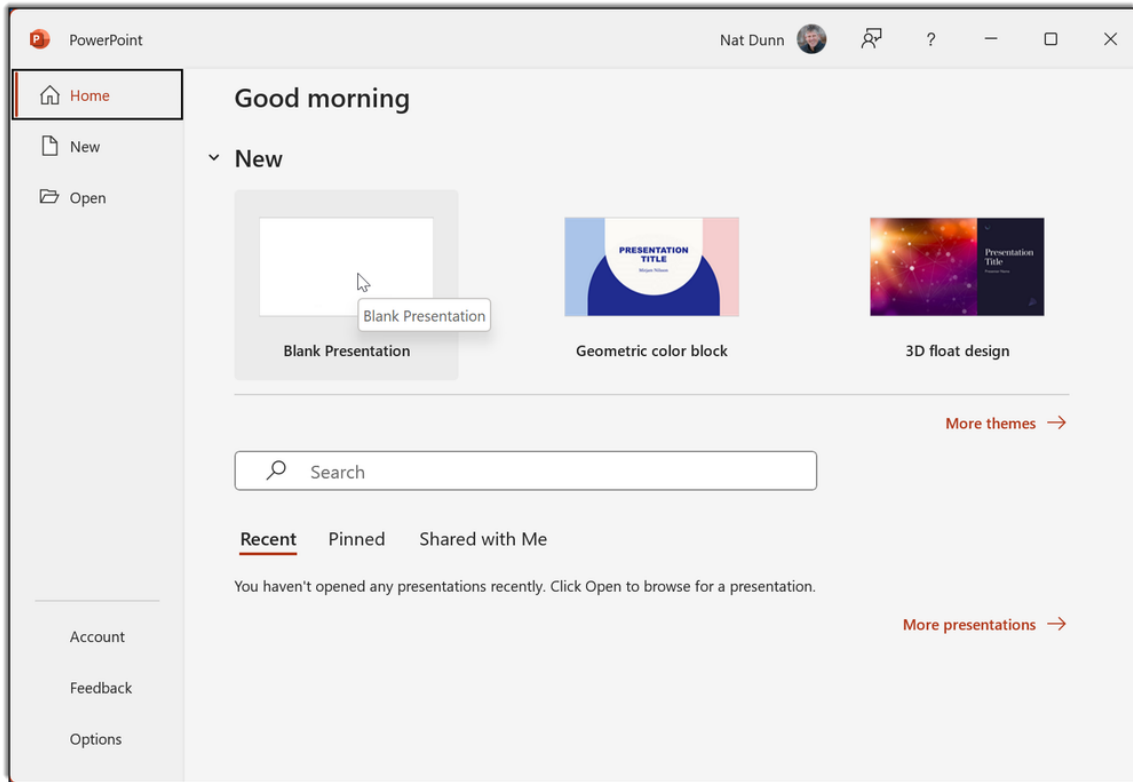 PowerPoint
Nat Dunn
?
Home
New
Open
Good morning
New
Blank Presentation
PRESENTATION
TITLE
Mirjam Nilsson
Presentation
Title
Blank Presentation
Geometric color block
3D float design
More themes
Search
Recent Pinned Shared with Me
You haven't opened any presentations recently. Click Open to browse for a presentation.
More presentations
Account
Feedback
Options